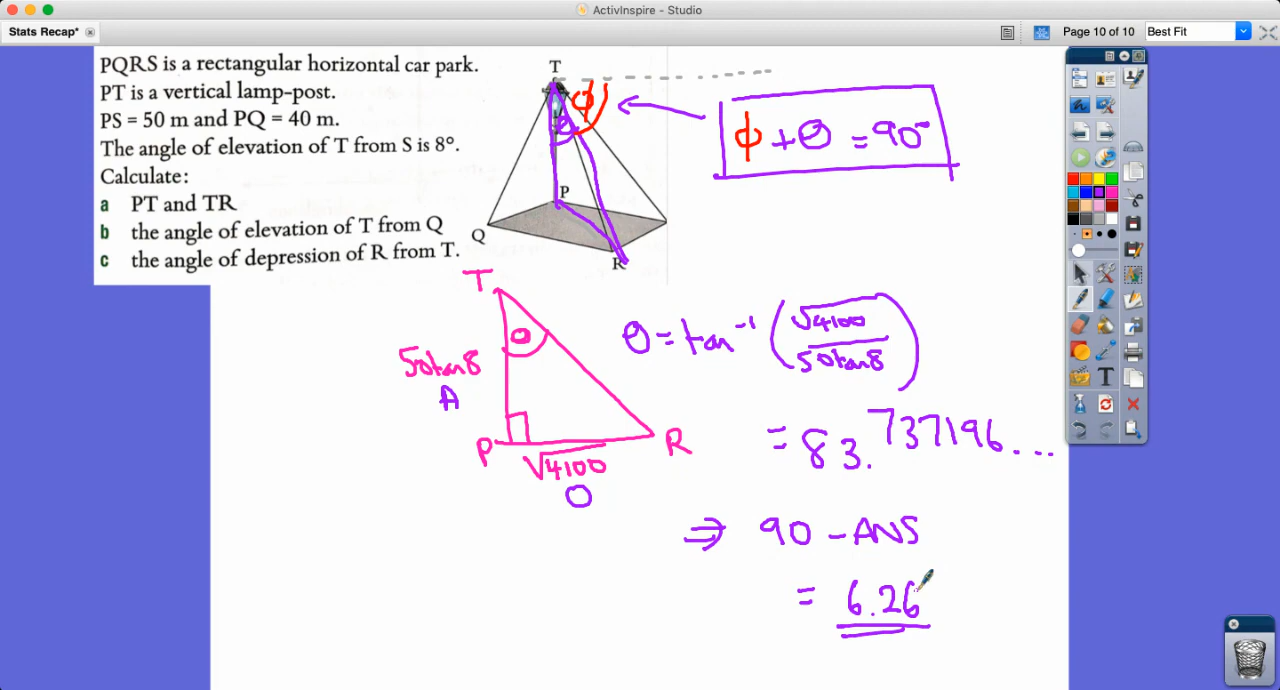 ActivInspire - Studio
Stats Recap*
Page 10 of 10
Best Fit
PQRS is a rectangular horizontal car park.
PT is a vertical lamp-post.
PS = 50 m and PQ = 40 m.
The angle of elevation of T from S is 8°.
Calculate:
a PT and TR
b the angle of elevation of T from Q
c the angle of depression of R from T.
T
ϕ
θ
P
Q
R
ϕ + θ = 90°
T
θ
50tan8
A
P
R
√4100
O
θ = tan⁻¹ (√4100 / 50tan8)
= 83.737196...
⇒ 90 - ANS
= 6.26
T